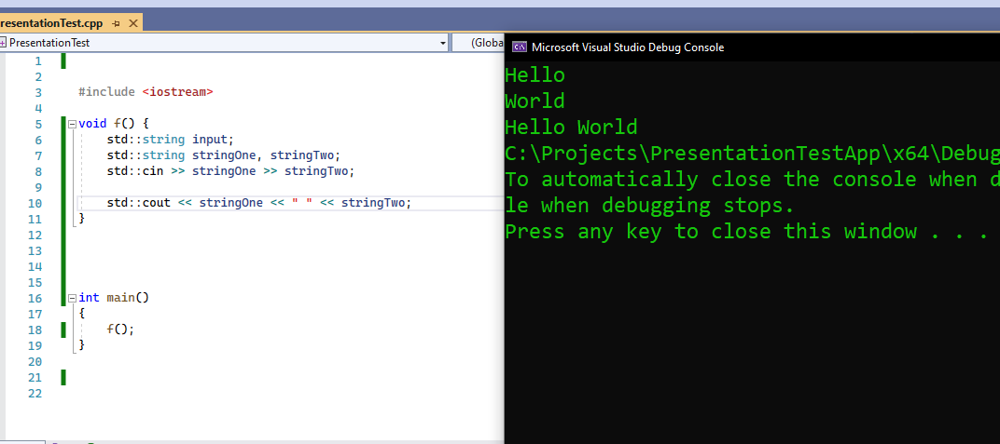 resentationTest.cpp
PresentationTest
(Globa
1
2
3 #include <iostream>
4
5 void f() {
6 std::string input;
7 std::string stringOne, stringTwo;
8 std::cin >> stringOne >> stringTwo;
9
10 std::cout << stringOne << " " << stringTwo;
11 }
12
13
14
15
16 int main()
17 {
18 f();
19 }
20
21
22
C:\ Microsoft Visual Studio Debug Console
Hello
World
Hello World
C:\Projects\PresentationTestApp\x64\Debug
To automatically close the console when d
le when debugging stops.
Press any key to close this window . . .